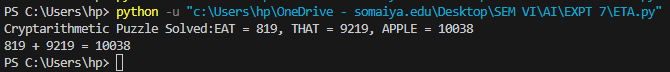 PS C:\Users\hp> python -u "c:\Users\hp\OneDrive - somaiya.edu\Desktop\SEM VI\AI\EXPT 7\ETA.py"
Cryptarithmetic Puzzle Solved:EAT = 819, THAT = 9219, APPLE = 10038
819 + 9219 = 10038
PS C:\Users\hp>